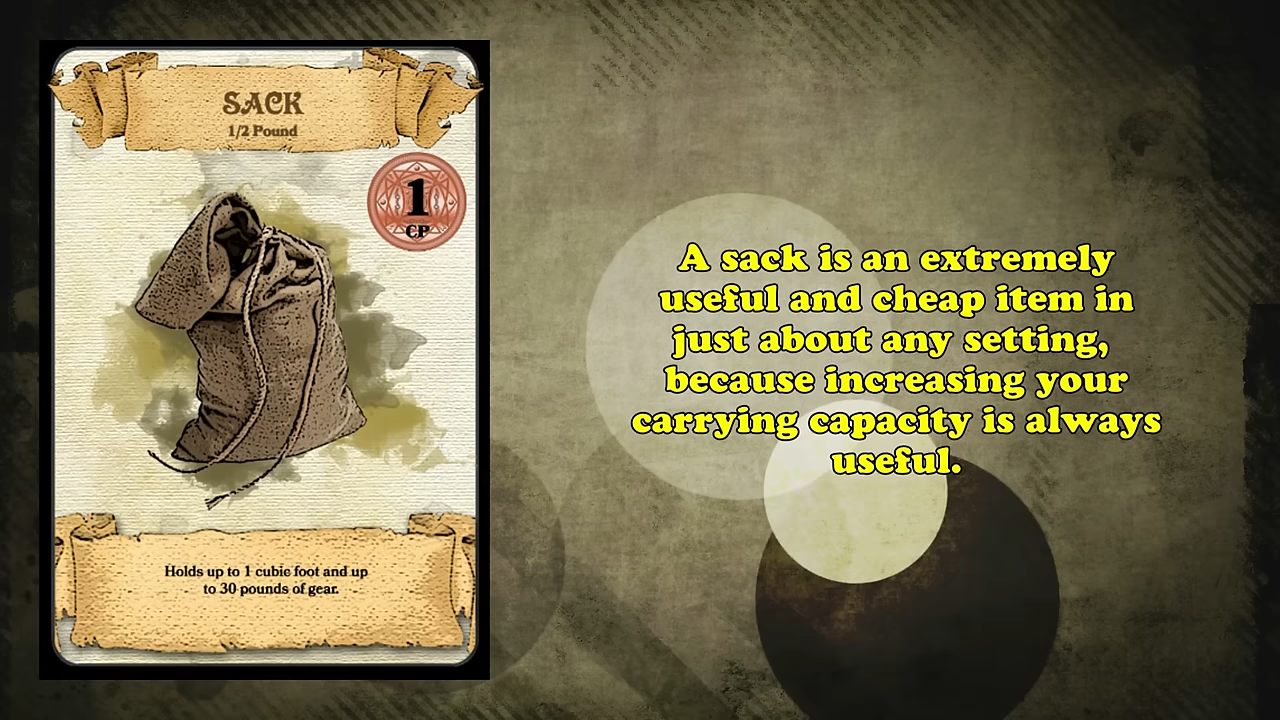 SACK
1/2 Pound
1
CP
Holds up to 1 cubic foot and up
to 30 pounds of gear.
A sack is an extremely
useful and cheap item in
just about any setting,
because increasing your
carrying capacity is always
useful.